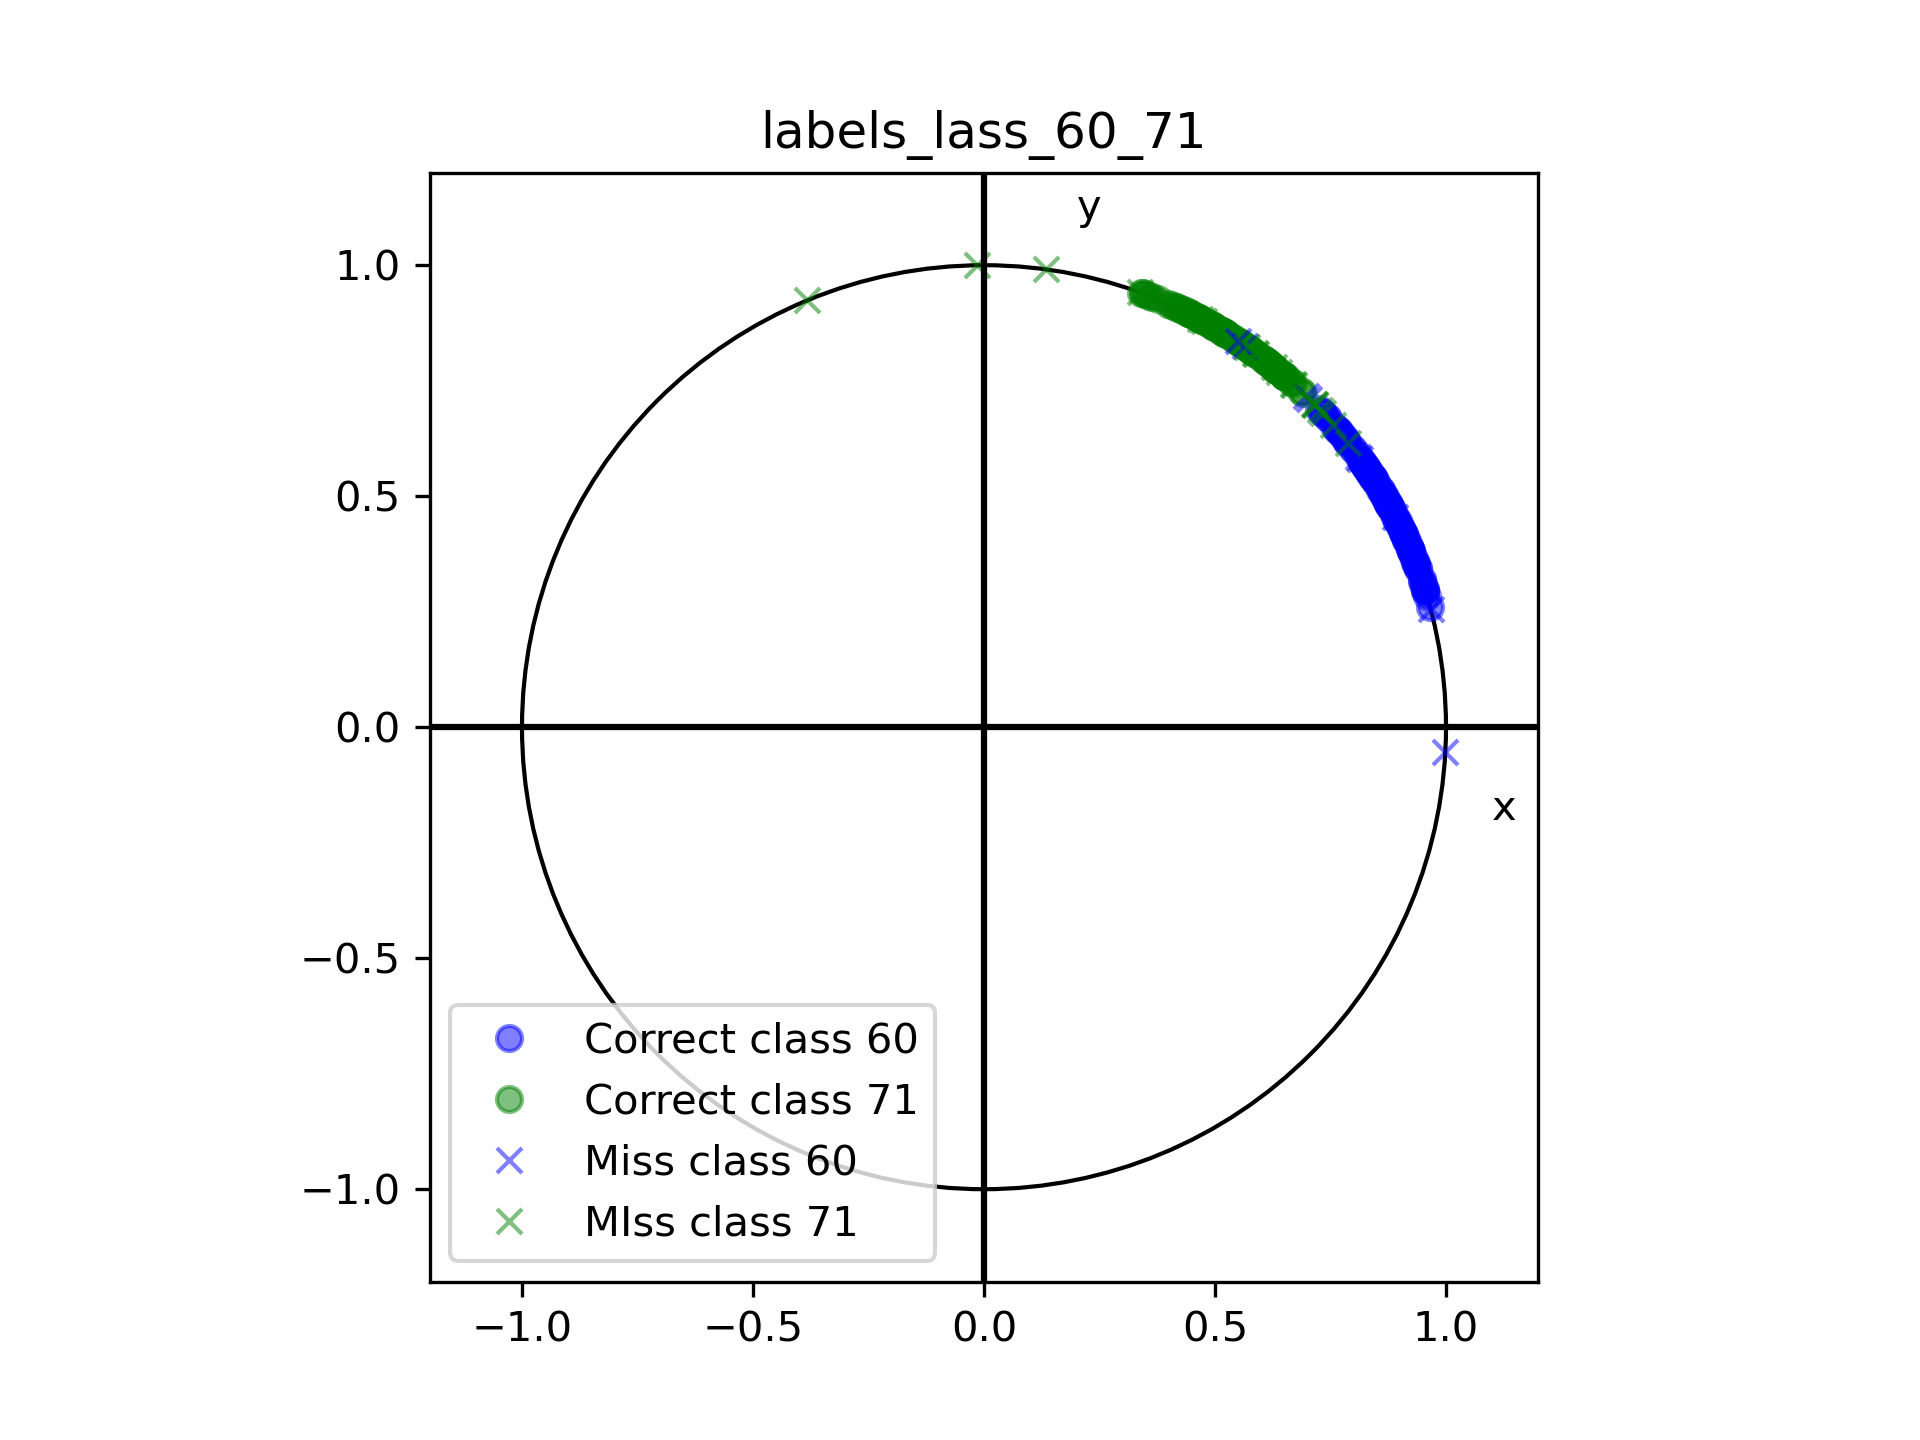 labels_lass_60_71
y
1.0
0.5
0.0
x
−0.5
−1.0
Correct class 60
Correct class 71
Miss class 60
MIss class 71
−1.0 −0.5 0.0 0.5 1.0